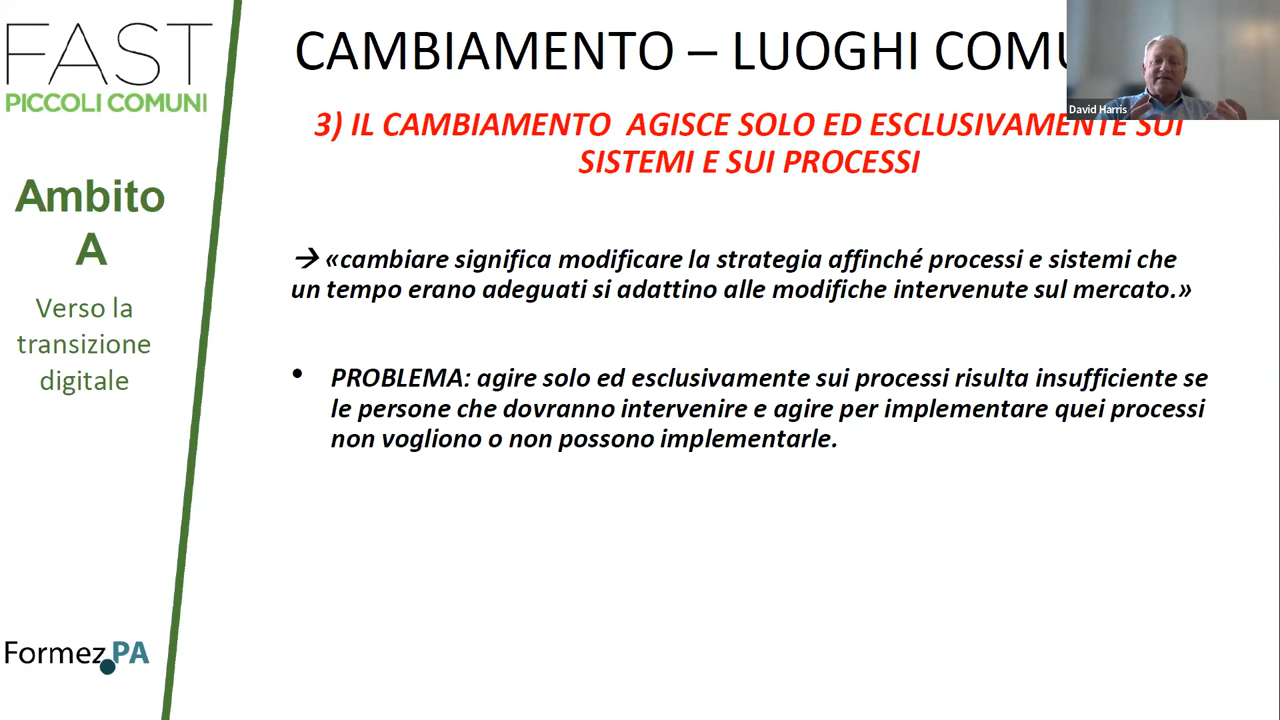 FAST
PICCOLI COMUNI
Ambito
A
Verso la
transizione
digitale
Formez PA
CAMBIAMENTO – LUOGHI COMU
David Harris
3) IL CAMBIAMENTO AGISCE SOLO ED ESCLUSIVAMENTE SUI
SISTEMI E SUI PROCESSI
→ «cambiare significa modificare la strategia affinché processi e sistemi che
un tempo erano adeguati si adattino alle modifiche intervenute sul mercato.»
• PROBLEMA: agire solo ed esclusivamente sui processi risulta insufficiente se
le persone che dovranno intervenire e agire per implementare quei processi
non vogliono o non possono implementarle.